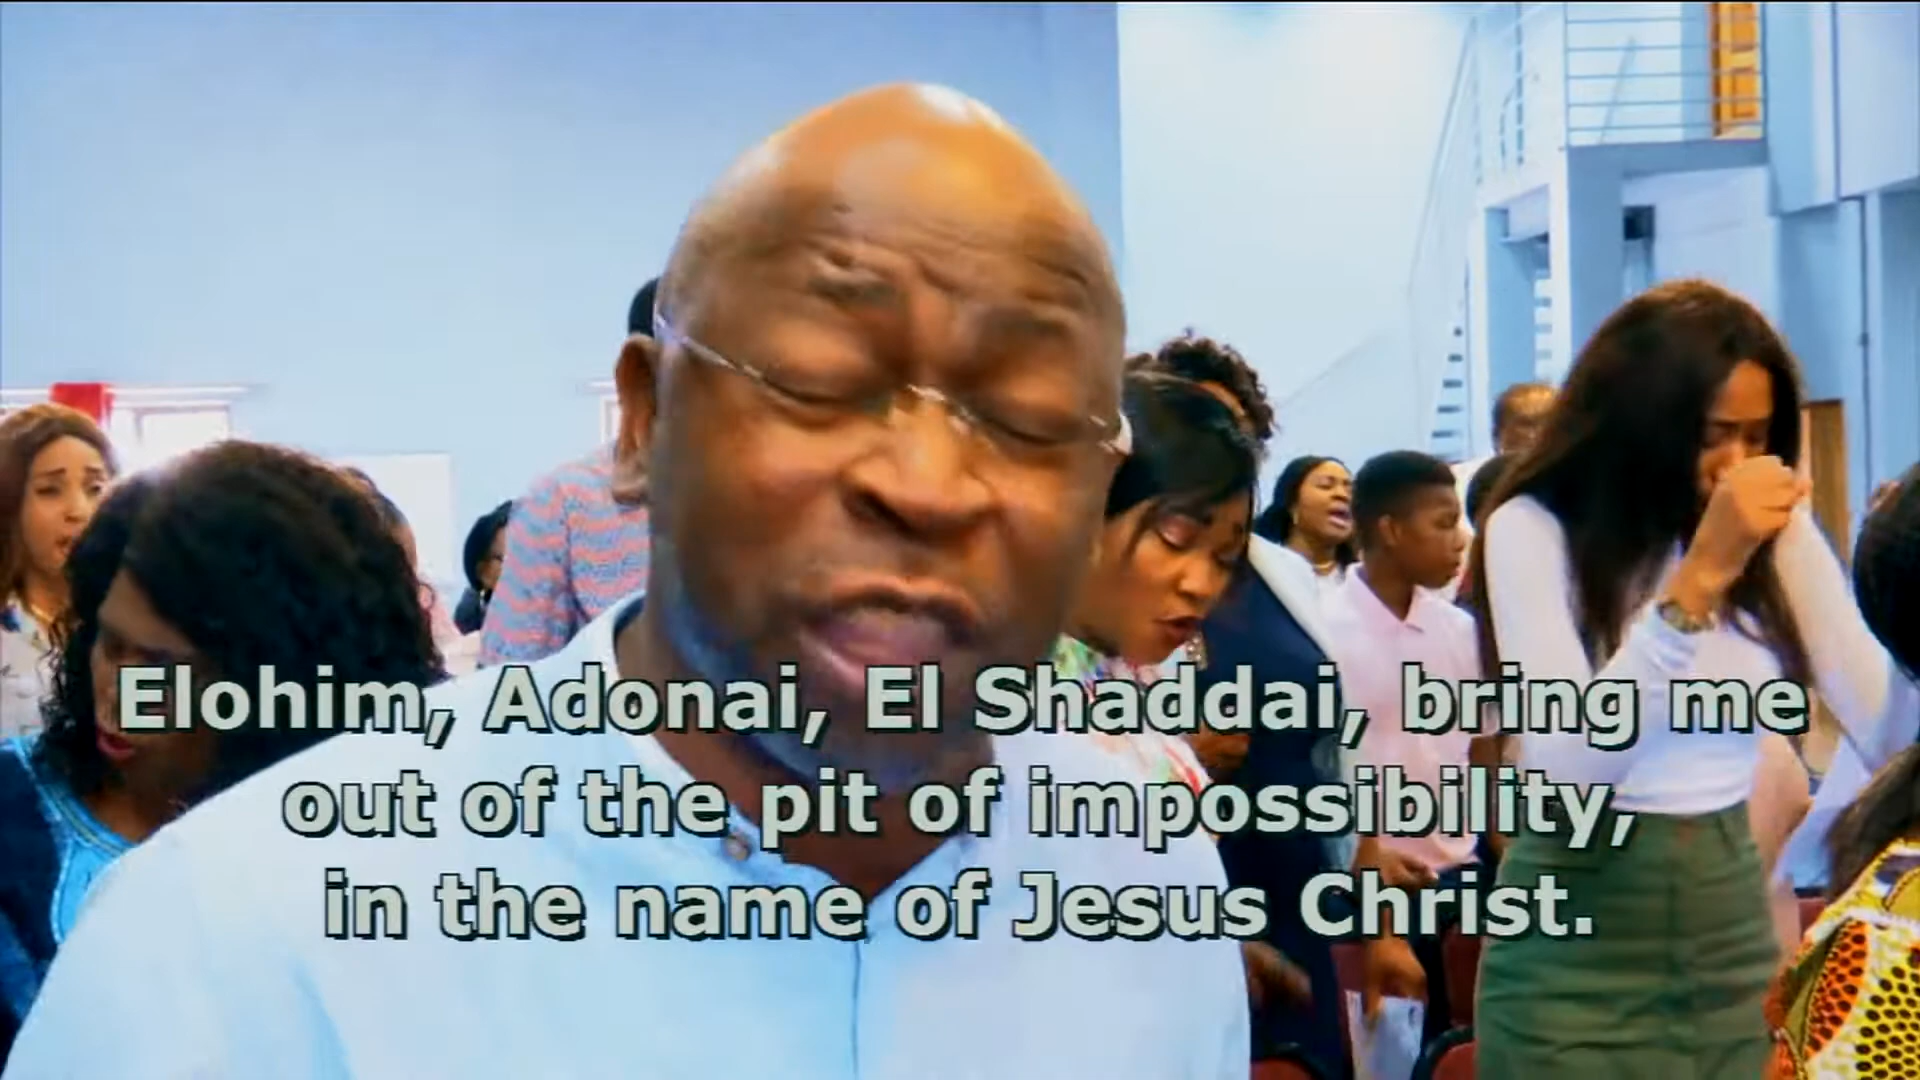 Elohim, Adonai, El Shaddai, bring me
out of the pit of impossibility,
in the name of Jesus Christ.